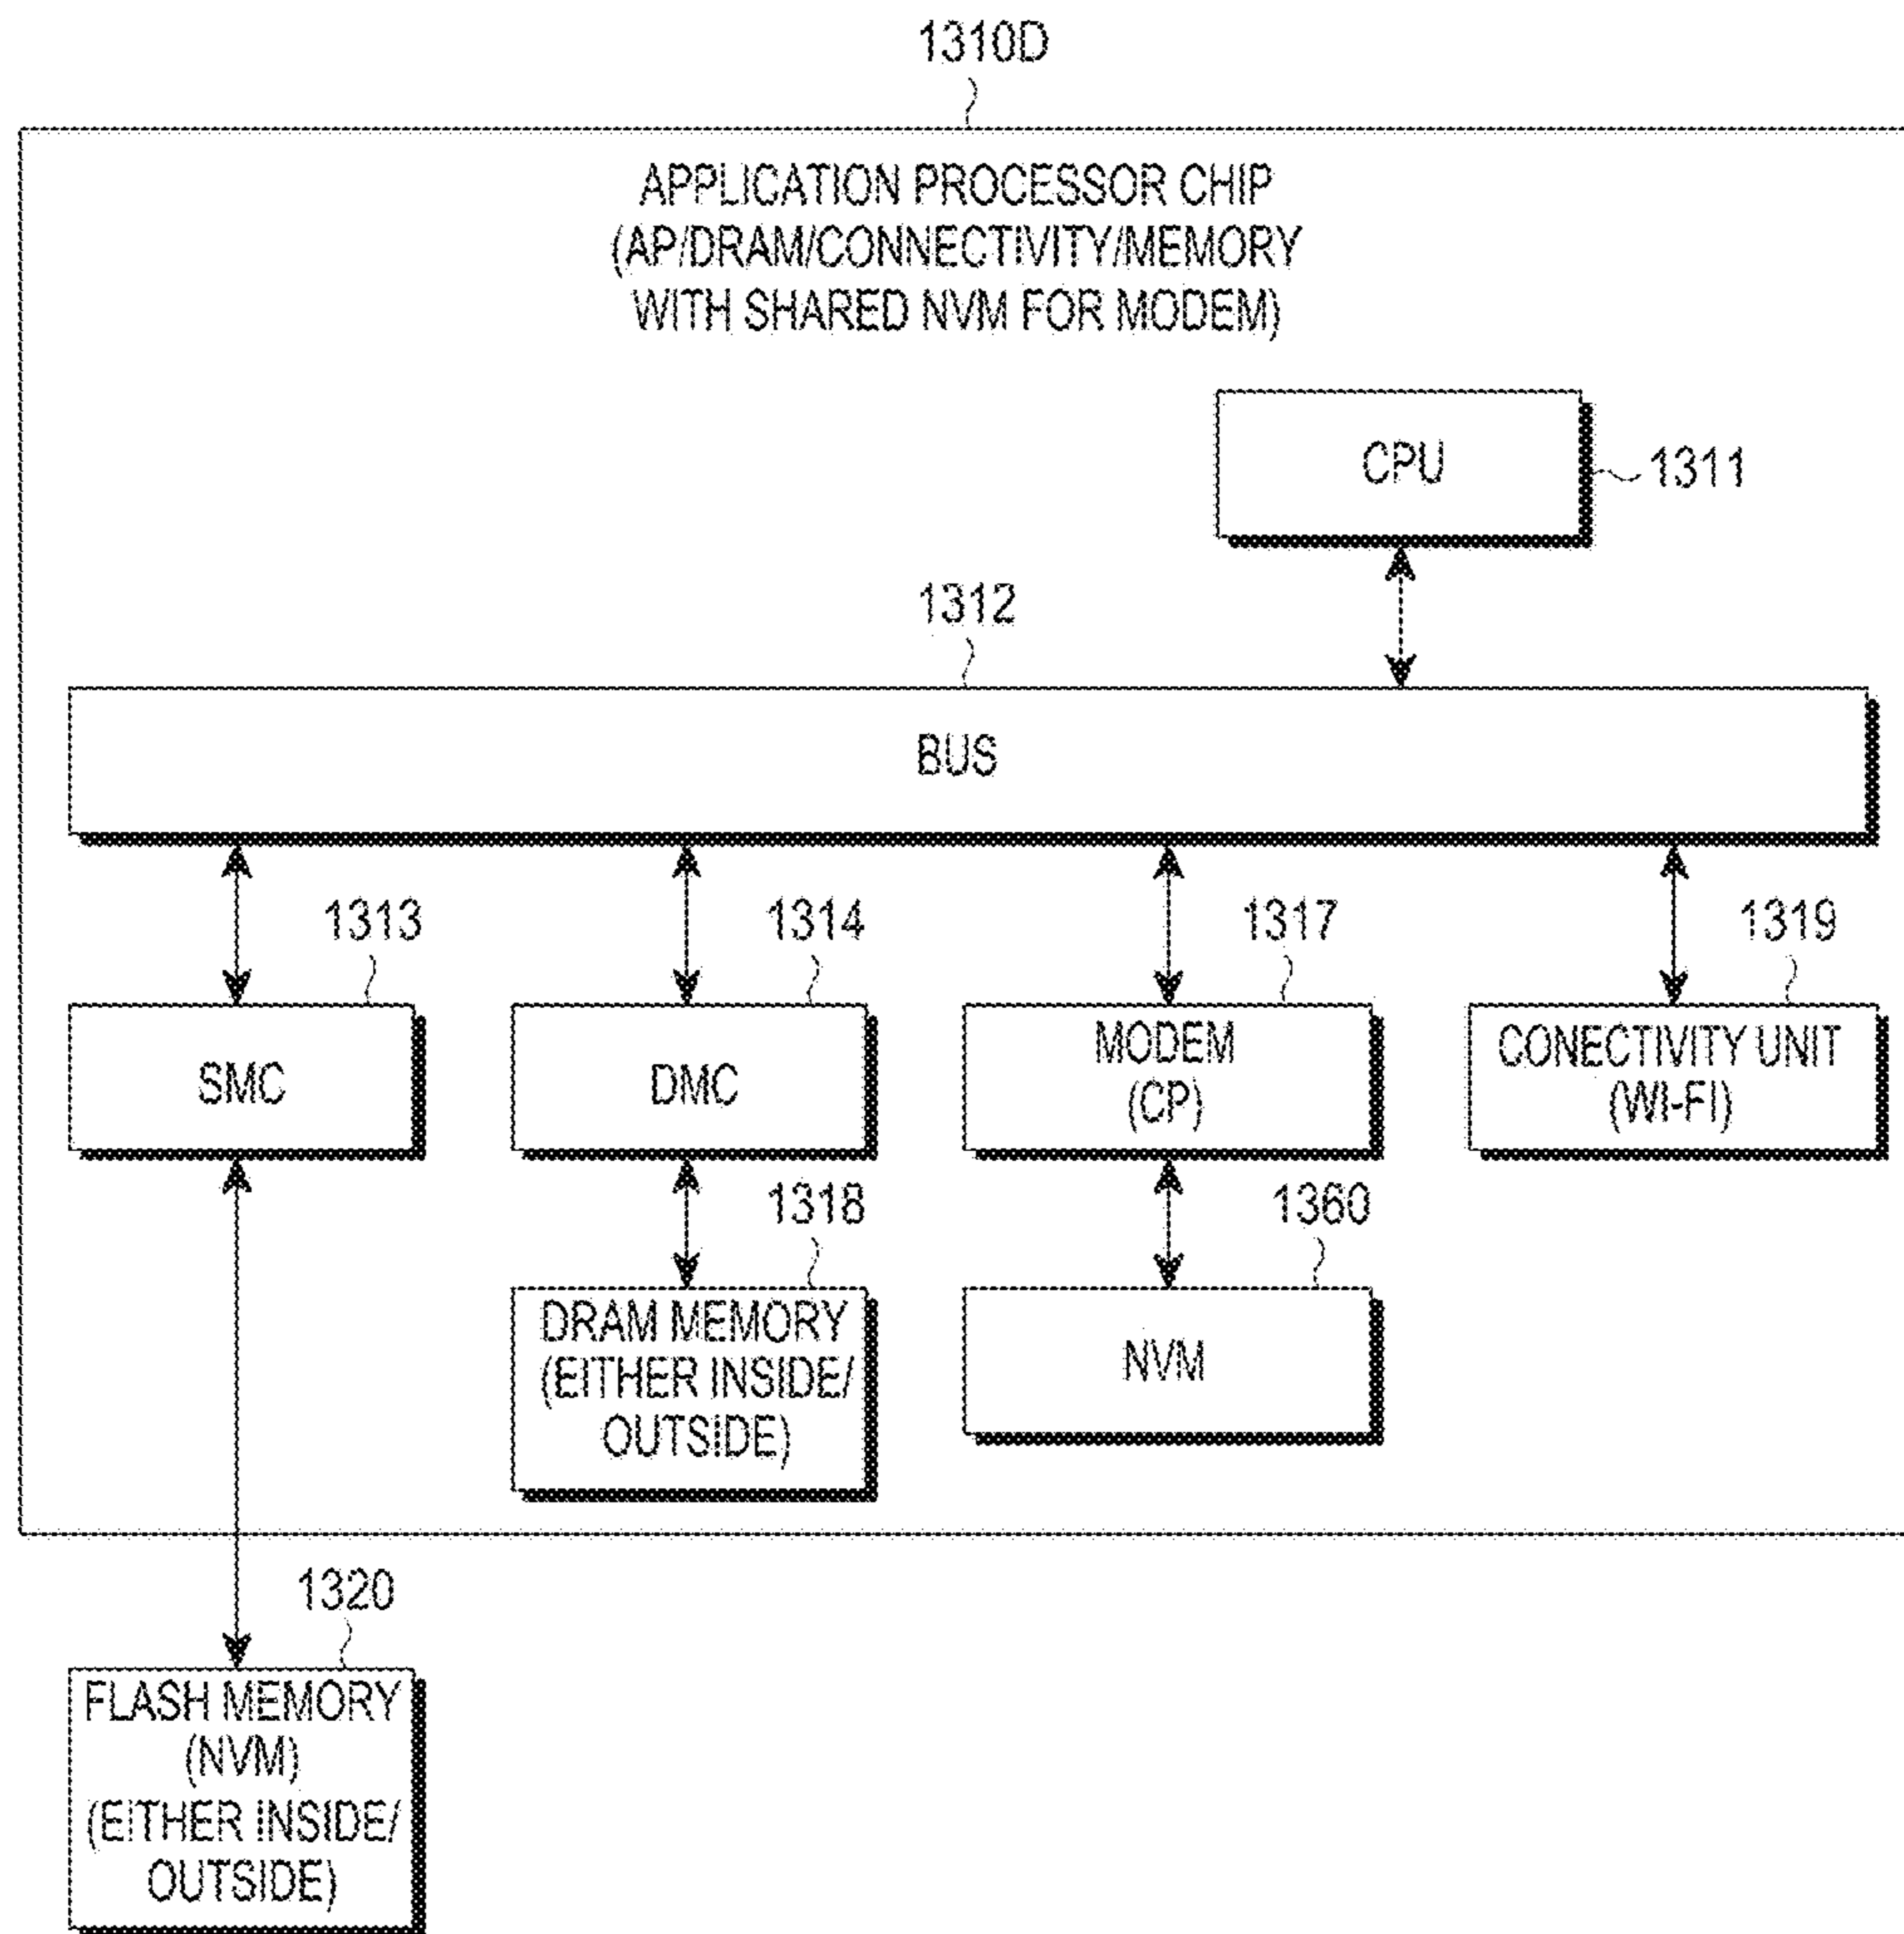 1310D
APPLICATION PROCESSOR CHIP
(AP/DRAM/CONNECTIVITY/MEMORY
WITH SHARED NVM FOR MODEM)
CPU
1311
1312
BUS
1313
1314
1317
1319
SMC
DMC
MODEM
(CP)
CONECTIVITY UNIT
(WI-FI)
1318
1360
DRAM MEMORY
(EITHER INSIDE/
OUTSIDE)
NVM
1320
FLASH MEMORY
(NVM)
(EITHER INSIDE/
OUTSIDE)